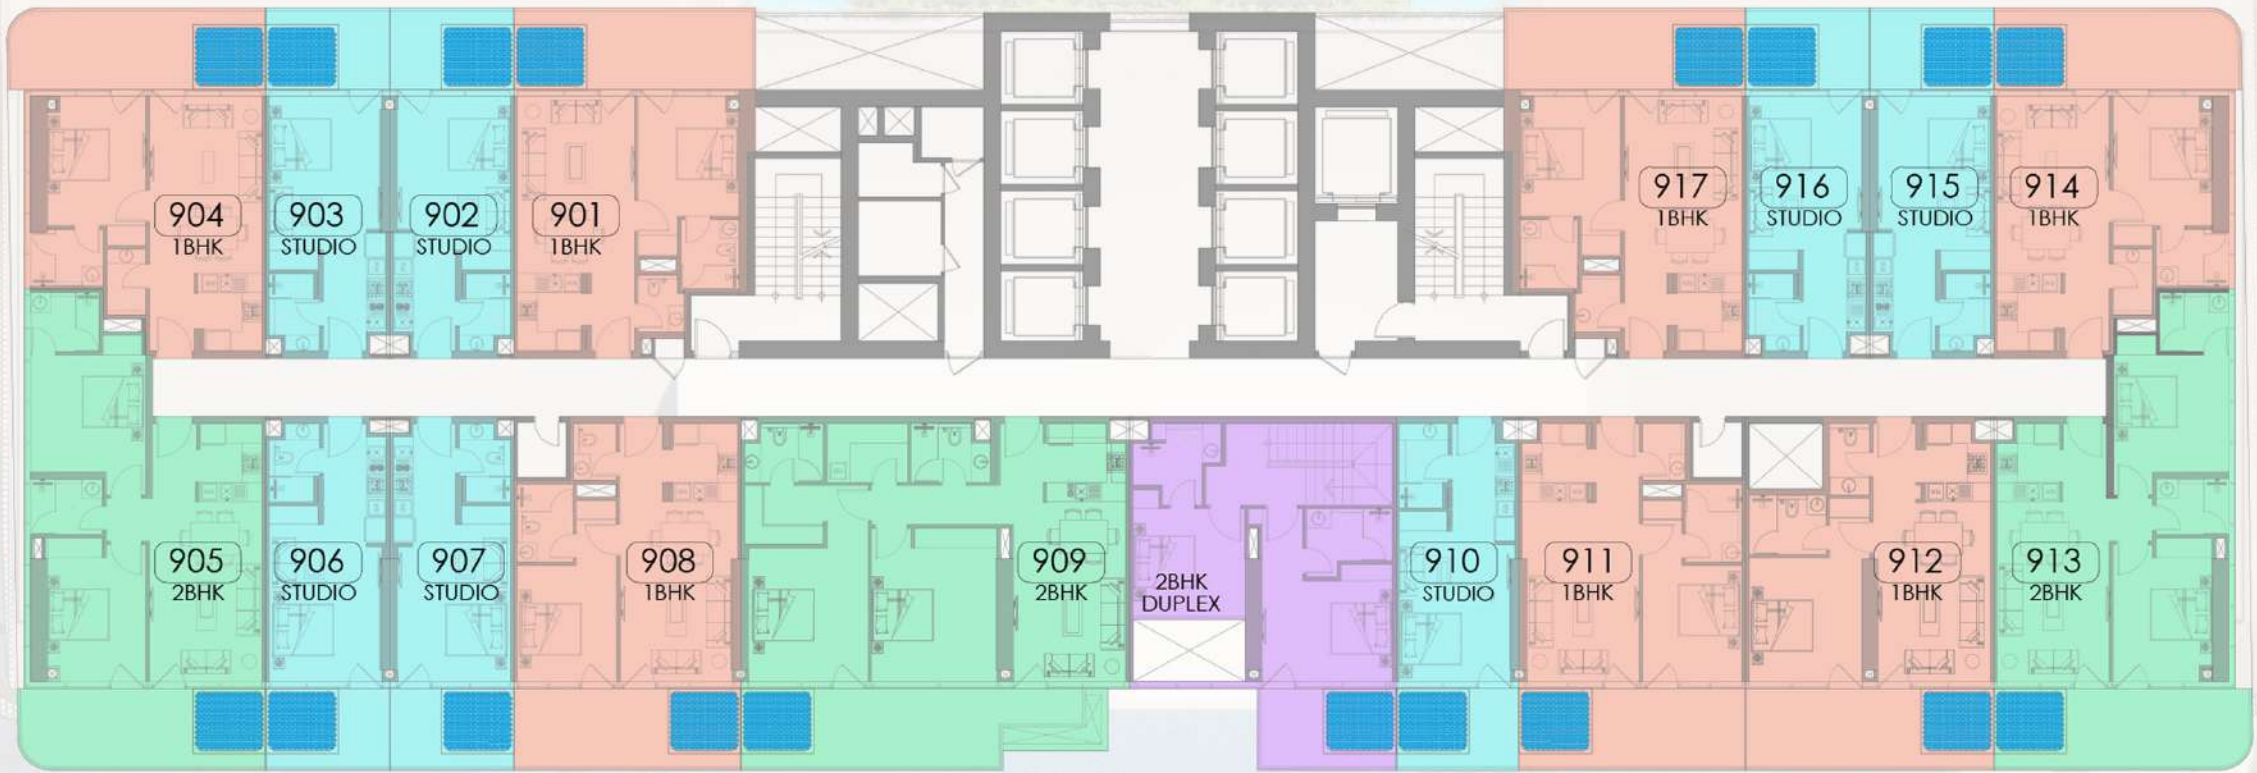 904
1BHK
903
STUDIO
902
STUDIO
901
1BHK
917
1BHK
916
STUDIO
915
STUDIO
914
1BHK
905
2BHK
906
STUDIO
907
STUDIO
908
1BHK
909
2BHK
2BHK
DUPLEX
910
STUDIO
911
1BHK
912
1BHK
913
2BHK